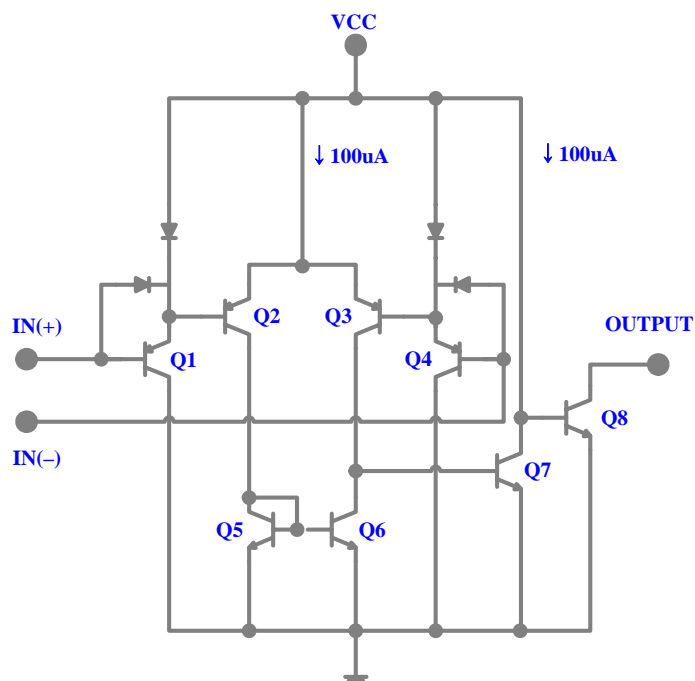 VCC
↓ 100uA
↓ 100uA
IN(+)
Q1
Q2
Q3
Q4
OUTPUT
IN(–)
Q8
Q7
Q5
Q6